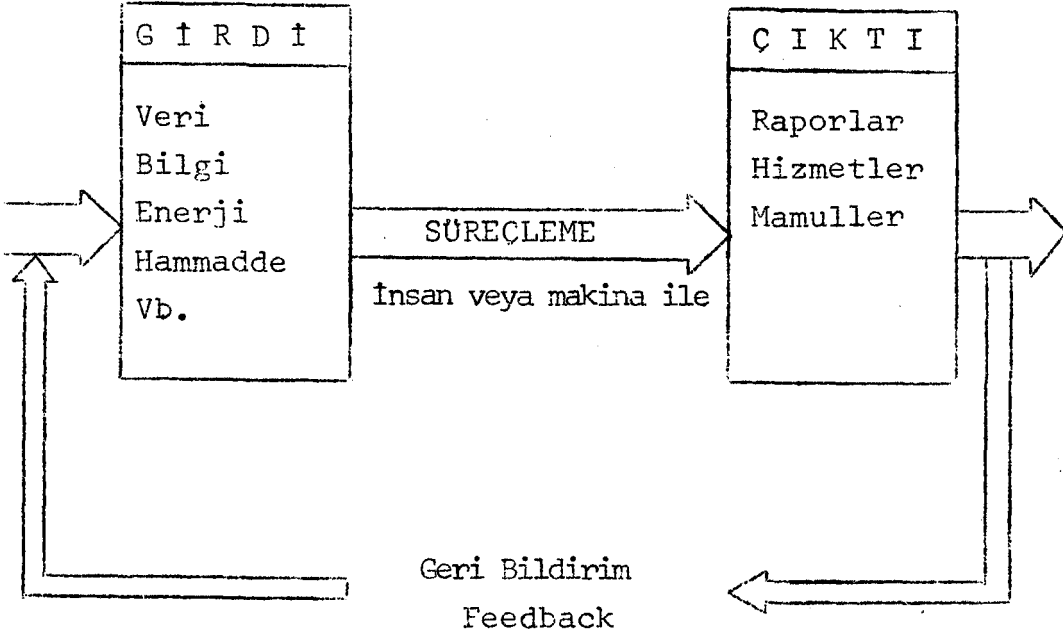 G İ R D İ
Veri
Bilgi
Enerji
Hammadde
Vb.
SÜREÇLEME
İnsan veya makina ile
Ç I K T I
Raporlar
Hizmetler
Mamuller
Geri Bildirim
Feedback